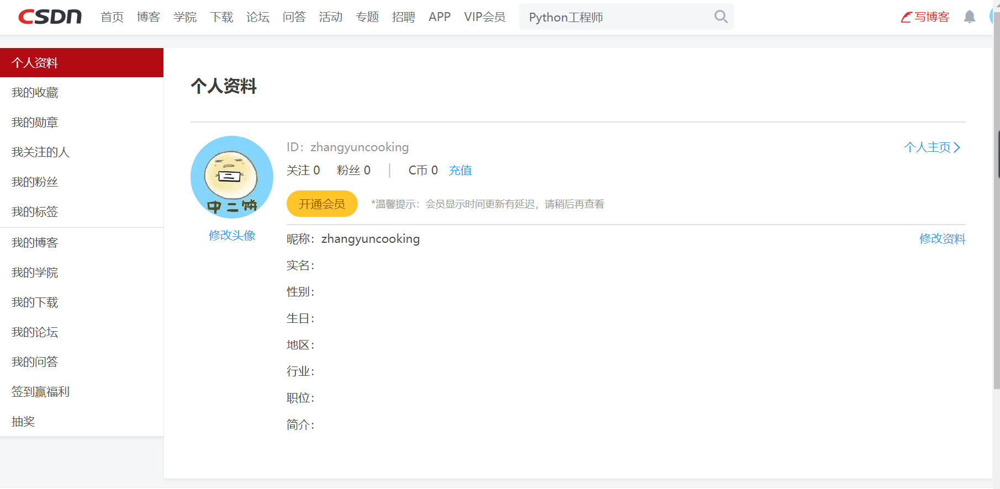 CSDN 首页 博客 学院 下载 论坛 问答 活动 专题 招聘 APP VIP会员 Python工程师 写博客
个人资料
我的收藏
我的勋章
我关注的人
我的粉丝
我的标签
我的博客
我的学院
我的下载
我的论坛
我的问答
签到赢福利
抽奖
个人资料
中二饼
修改头像
ID：zhangyuncooking 个人主页
关注 0 粉丝 0 | C币 0 充值
开通会员 *温馨提示：会员显示时间更新有延迟，请稍后再查看
昵称：zhangyuncooking 修改资料
实名：
性别：
生日：
地区：
行业：
职位：
简介：